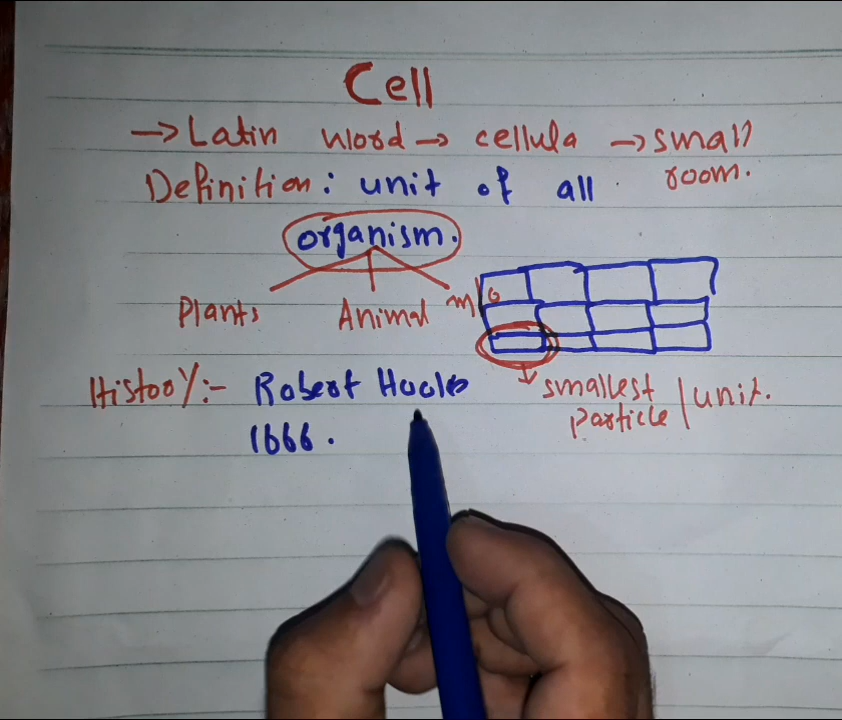 Cell
→ Latin word → cellula → small room.
Definition: unit of all
organism.
Plants Animal m/o
History:- Robert Hooke
1666.
smallest particle / unit.